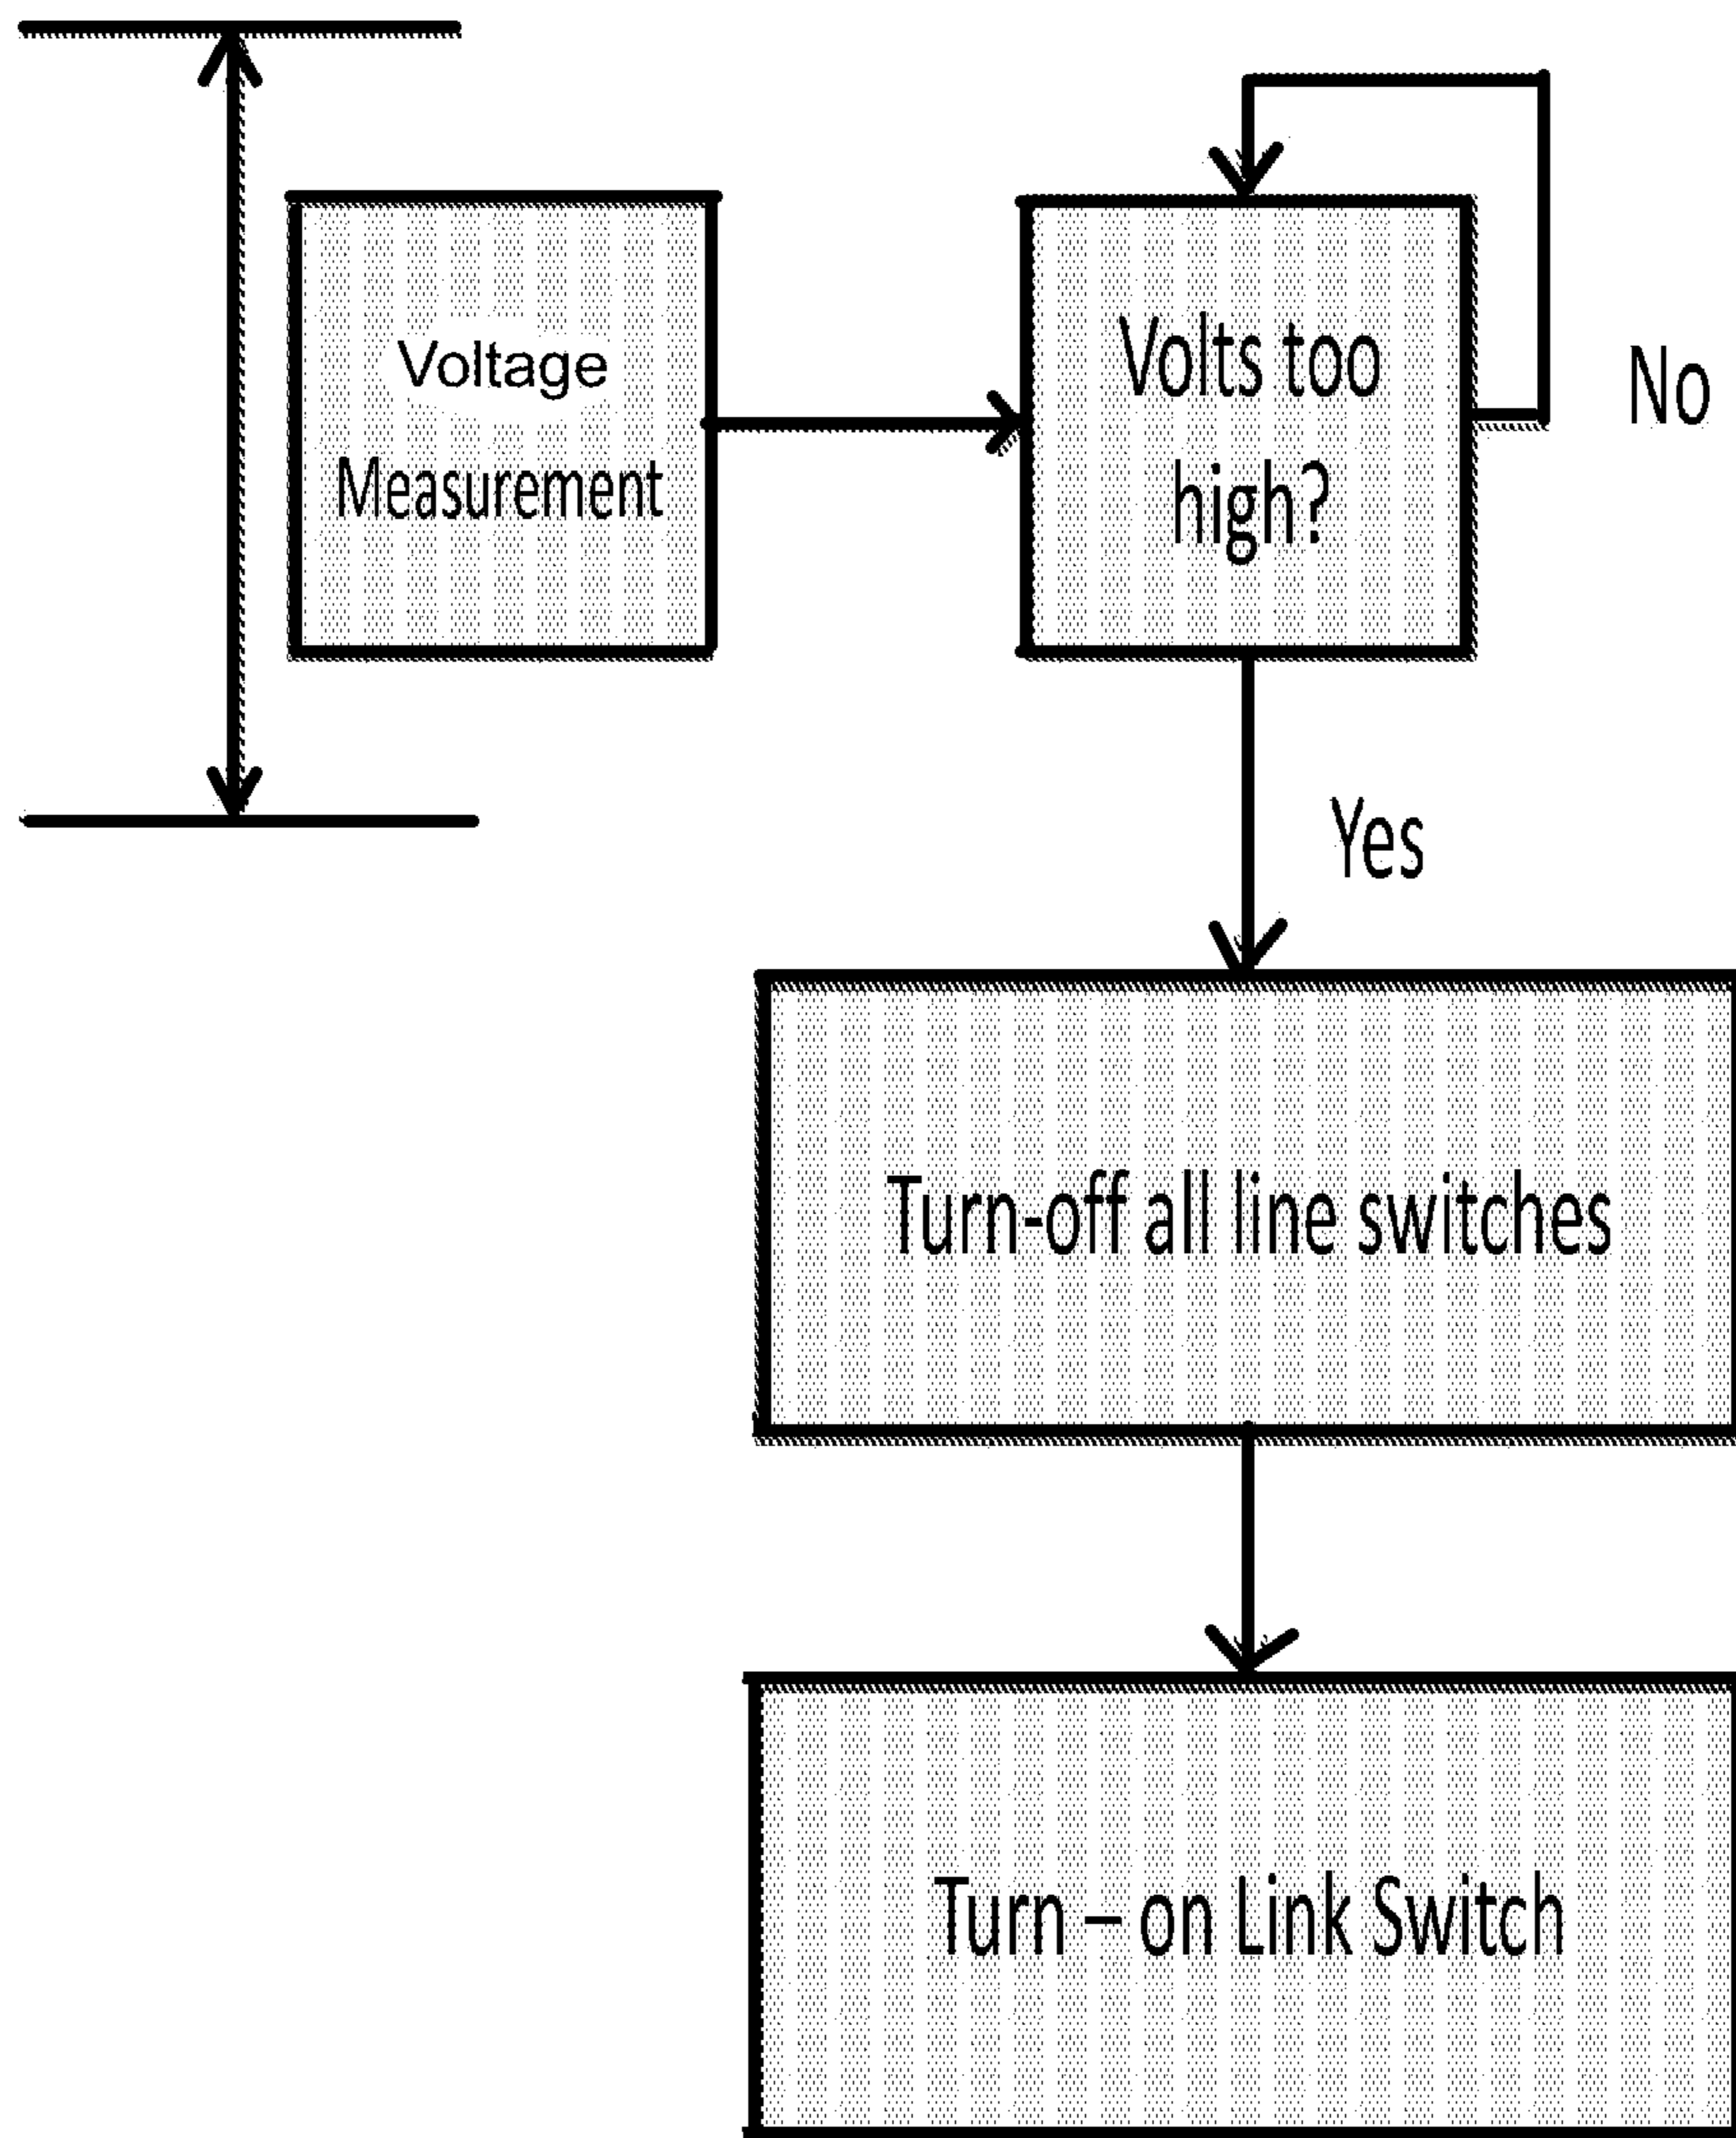 Voltage
Measurement
Volts too
high?
No
Yes
Turn-off all line switches
Turn – on Link Switch